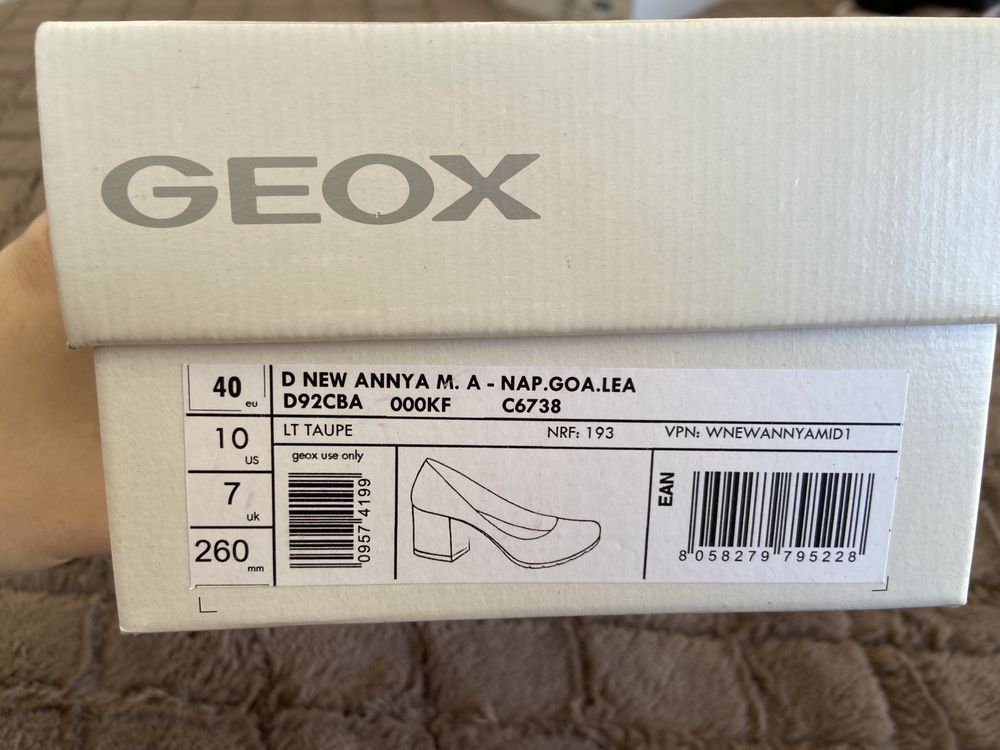 GEOX
40 eu
D NEW ANNYA M. A - NAP.GOA.LEA
D92CBA 000KF C6738
10 US
LT TAUPE NRF: 193 VPN: WNEWANNYAMID1
7 uk
geox use only
0957 4199
EAN
8 058279 795228
260 mm